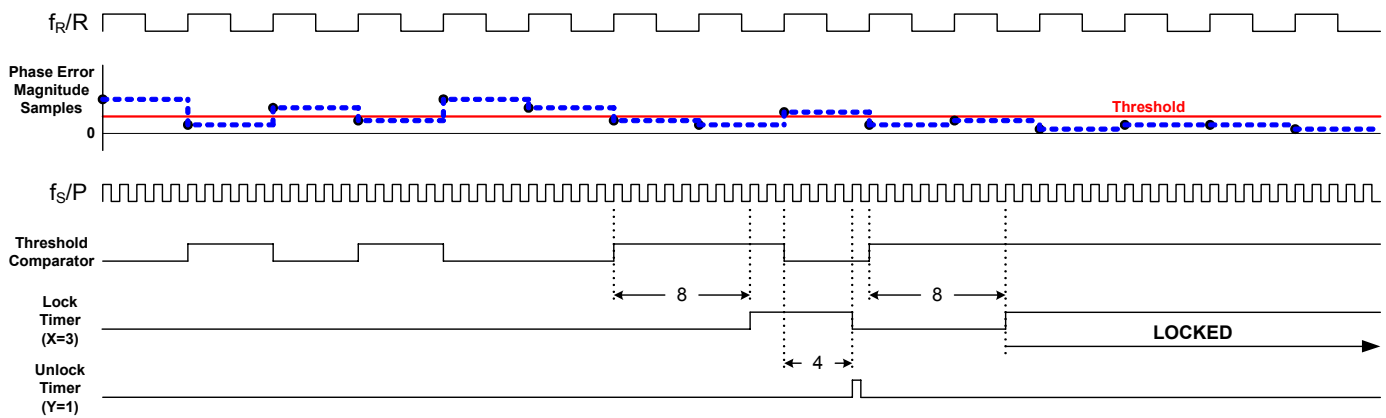 fR/R
Phase Error
Magnitude
Samples
Threshold
0
fS/P
Threshold
Comparator
8
8
Lock
Timer
(X=3)
LOCKED
4
Unlock
Timer
(Y=1)